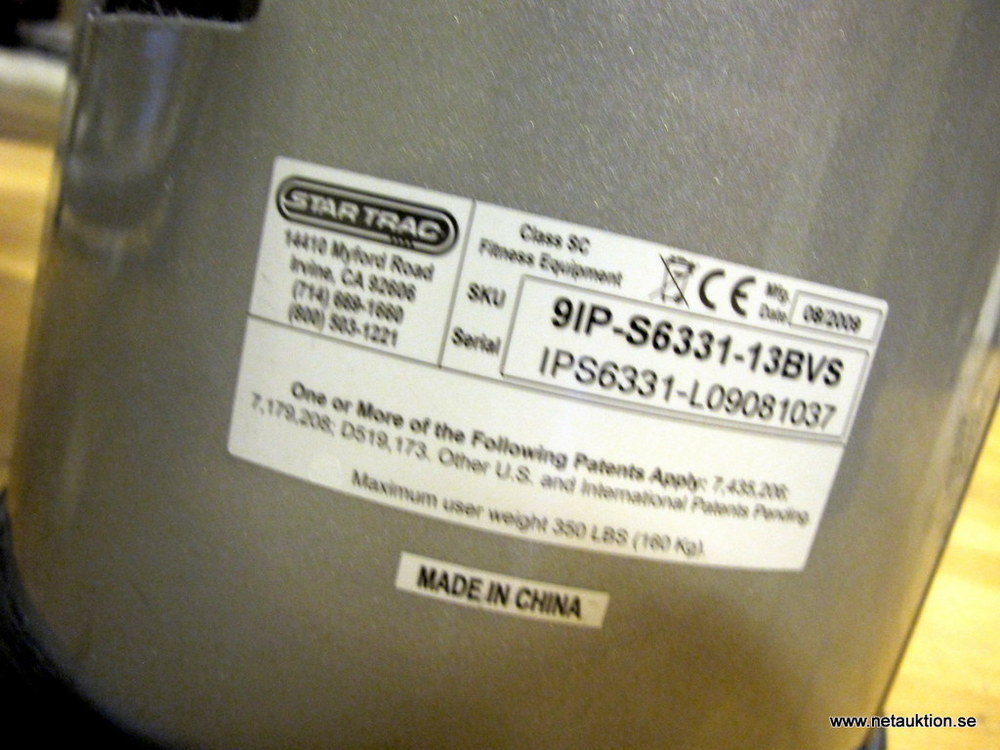 STAR TRAC
14410 Myford Road
Irvine, CA 92606
(714) 669-1660
(800) 503-1221
Class SC
Fitness Equipment
Mfg.
Date:
08/2009
SKU
9IP-S6331-13BVS
Serial
IPS6331-L09081037
One or More of the Following Patents Apply: 7,435,206;
7,179,208; D519,173. Other U.S. and International Patents Pending.
Maximum user weight 350 LBS (160 Kg).
MADE IN CHINA
www.netauktion.se